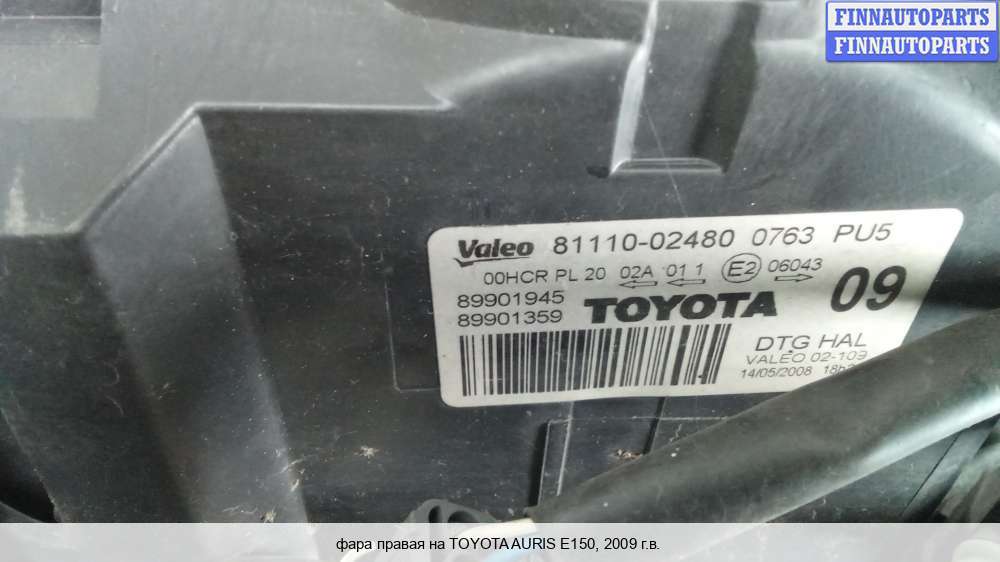 FINNAUTOPARTS
FINNAUTOPARTS
Valeo 81110-02480 0763 PU5
00HCR PL 20 02A 01 1 E2 06043
89901945 TOYOTA 09
89901359
DTG HAL
VALEO 02-109
14/05/2008
фара правая на TOYOTA AURIS E150, 2009 г.в.